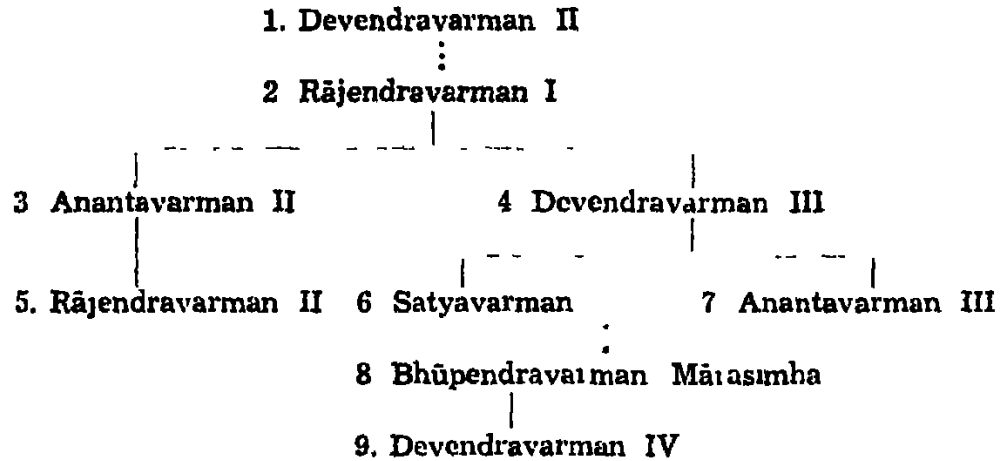 1. Devendravarman II
2 Rājendravarman I
3 Anantavarman II 4 Devendravarman III
5. Rājendravarman II 6 Satyavarman 7 Anantavarman III
8 Bhūpendravarman Mārasimha
9. Devendravarman IV